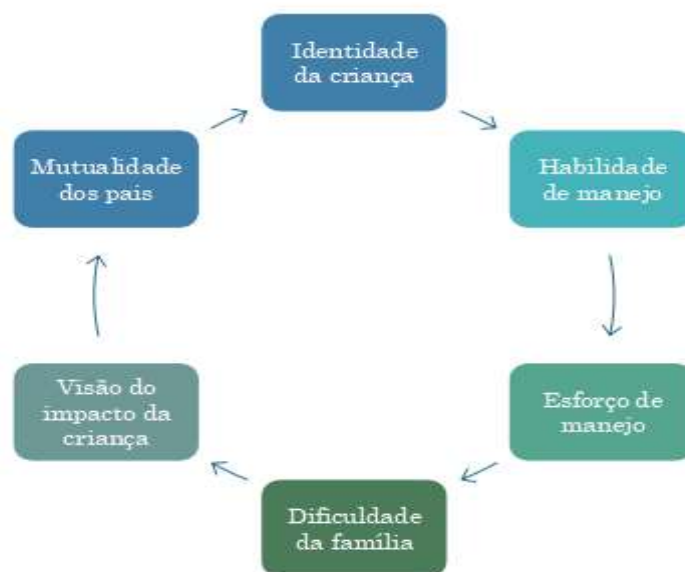 Identidade
da criança
Habilidade
de manejo
Esforço de
manejo
Dificuldade
da família
Visão do
impacto da
criança
Mutualidade
dos pais